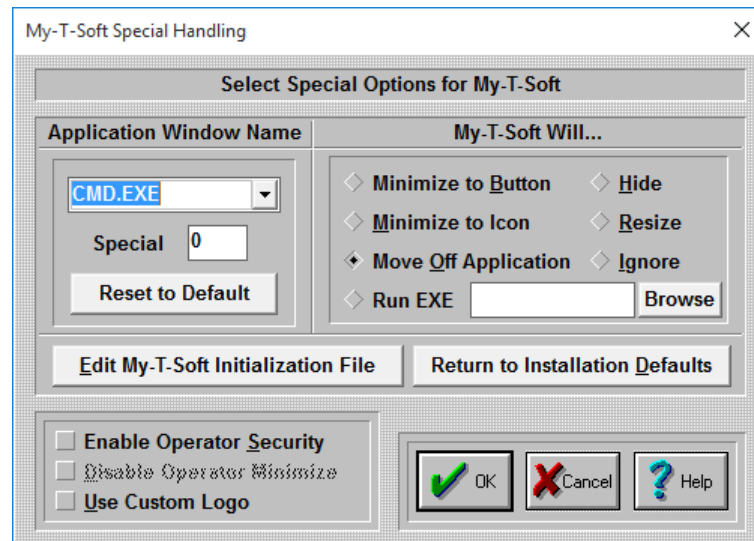 My-T-Soft Special Handling
Select Special Options for My-T-Soft
Application Window Name
My-T-Soft Will...
CMD.EXE
Special 0
Reset to Default
Minimize to Button Hide
Minimize to Icon Resize
Move Off Application Ignore
Run EXE Browse
Edit My-T-Soft Initialization File Return to Installation Defaults
Enable Operator Security
Disable Operator Minimize
Use Custom Logo
OK Cancel Help